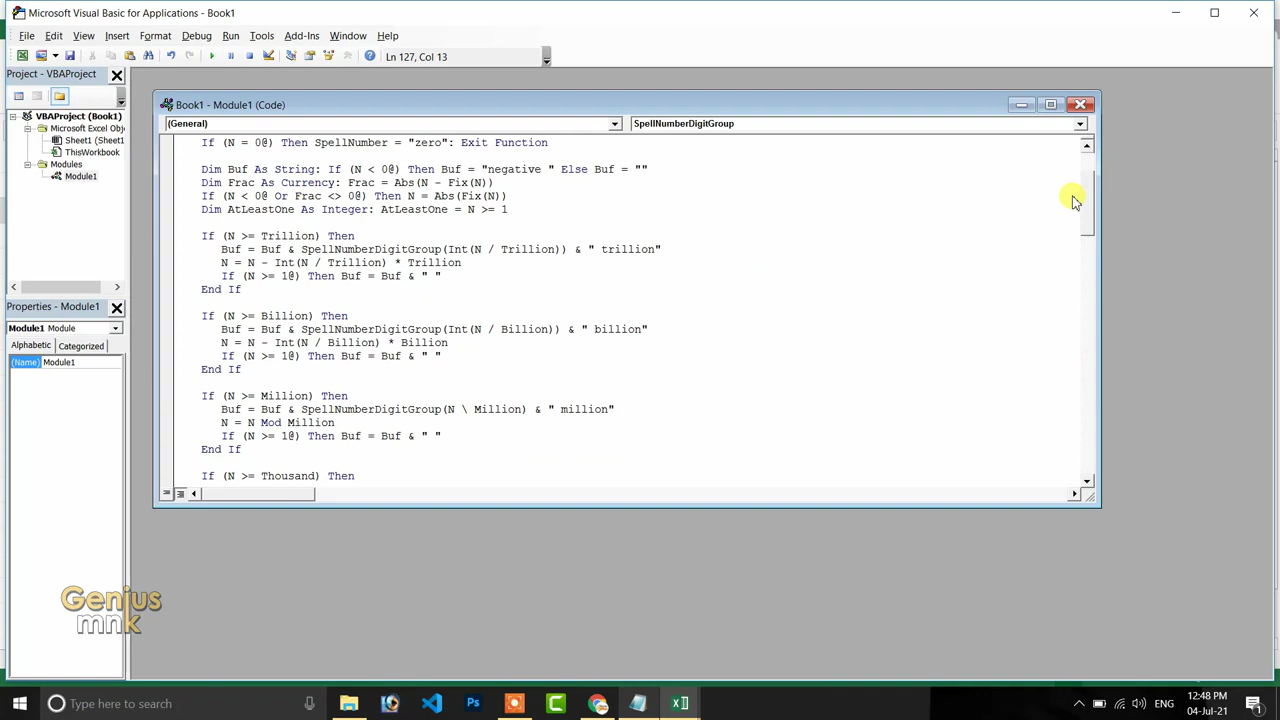 Microsoft Visual Basic for Applications - Book1
File Edit View Insert Format Debug Run Tools Add-Ins Window Help
Ln 127, Col 13
Project - VBAProject
VBAProject (Book1)
Microsoft Excel Obj
Sheet1 (Sheet1
ThisWorkbook
Modules
Module1
Properties - Module1
Module1 Module
Alphabetic Categorized
(Name) Module1
Book1 - Module1 (Code)
(General) SpellNumberDigitGroup
If (N = 0@) Then SpellNumber = "zero": Exit Function
Dim Buf As String: If (N < 0@) Then Buf = "negative " Else Buf = ""
Dim Frac As Currency: Frac = Abs(N - Fix(N))
If (N < 0@ Or Frac <> 0@) Then N = Abs(Fix(N))
Dim AtLeastOne As Integer: AtLeastOne = N >= 1
If (N >= Trillion) Then
Buf = Buf & SpellNumberDigitGroup(Int(N / Trillion)) & " trillion"
N = N - Int(N / Trillion) * Trillion
If (N >= 1@) Then Buf = Buf & " "
End If
If (N >= Billion) Then
Buf = Buf & SpellNumberDigitGroup(Int(N / Billion)) & " billion"
N = N - Int(N / Billion) * Billion
If (N >= 1@) Then Buf = Buf & " "
End If
If (N >= Million) Then
Buf = Buf & SpellNumberDigitGroup(N \ Million) & " million"
N = N Mod Million
If (N >= 1@) Then Buf = Buf & " "
End If
If (N >= Thousand) Then
Genius
mnk
Type here to search
Ps
ENG
12:48 PM
04-Jul-21
1